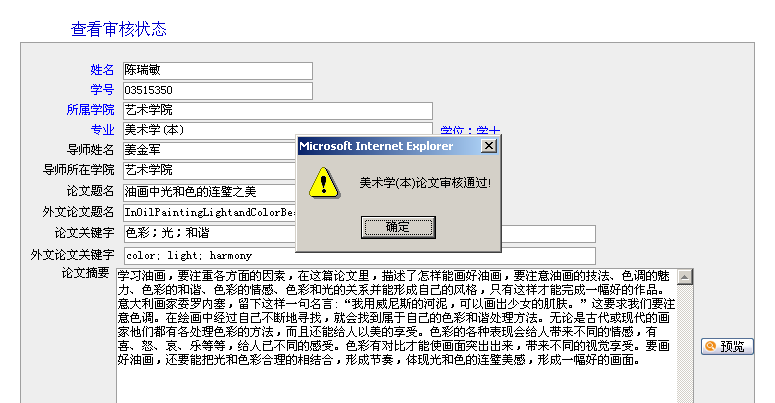 查看审核状态
姓名 陈瑞敏
学号 03515350
所属学院 艺术学院
专业 美术学(本) 学位：学士
导师姓名 姜金军
导师所在学院 艺术学院
论文题名 油画中光和色的连璧之美
外文论文题名 InOilPaintingLightandColorBe
论文关键字 色彩；光；和谐
外文论文关键字 color; light; harmony
Microsoft Internet Explorer
美术学(本)论文审核通过!
确定
论文摘要
学习油画，要注重各方面的因素，在这篇论文里，描述了怎样能画好油画，要注意油画的技法、色调的魅
力、色彩的和谐、色彩的情感、色彩和光的关系并能形成自己的风格，只有这样才能完成一幅好的作品。
意大利画家委罗内塞，留下这样一句名言：“我用威尼斯的河泥，可以画出少女的肌肤。”这要求我们要注
意色调。在绘画中经过自己不断地寻找，就会找到属于自己的色彩和谐处理方法。无论是古代或现代的画
家他们都有各处理色彩的方法，而且还能给人以美的享受。色彩的各种表现会给人带来不同的情感，有
喜、怒、哀、乐等等，给人已不同的感受。色彩有对比才能使画面突出出来，带来不同的视觉享受。要画
好油画，还要能把光和色彩合理的相结合，形成节奏，体现光和色的连璧美感，形成一幅好的画面。
预览